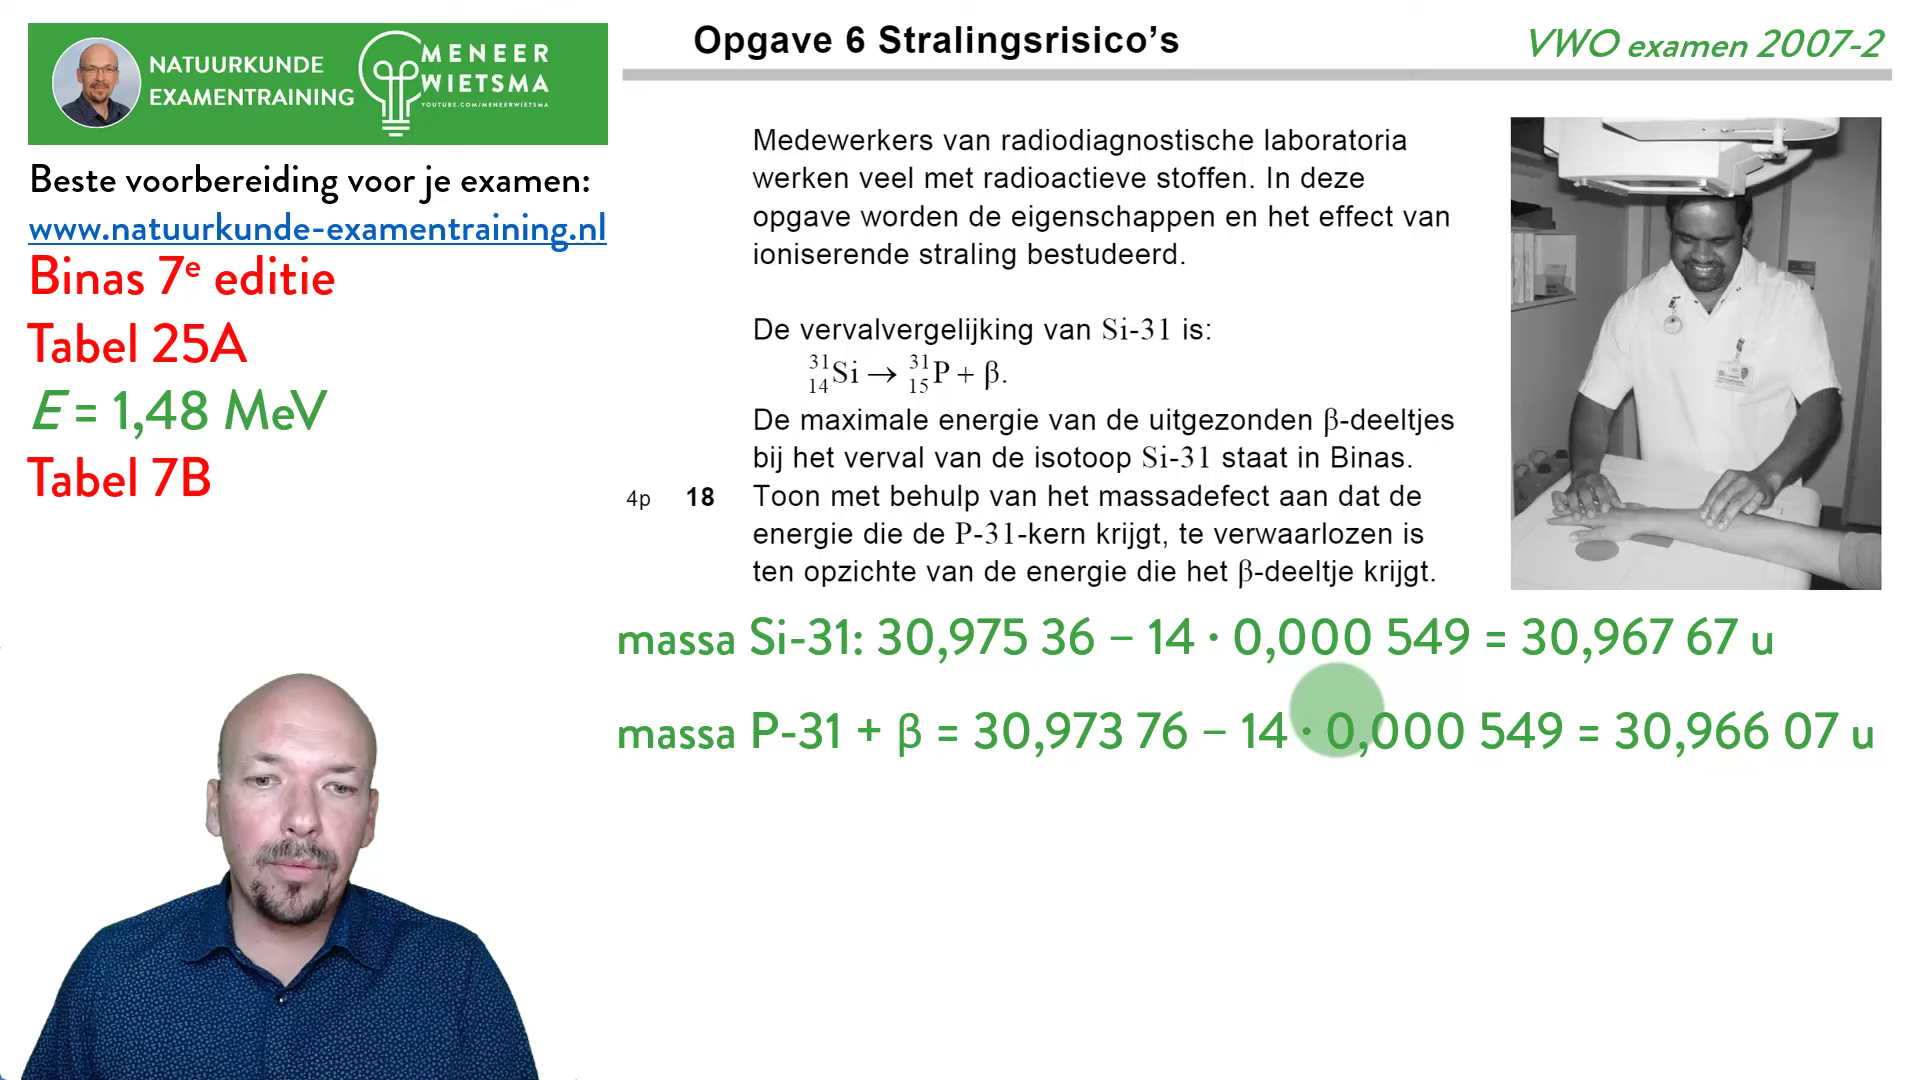 NATUURKUNDE
EXAMENTRAINING
MENEER
WIETSMA
YOUTUBE.COM/MENEERWIETSMA
Beste voorbereiding voor je examen:
www.natuurkunde-examentraining.nl
Binas 7e editie
Tabel 25A
E = 1,48 MeV
Tabel 7B
Opgave 6 Stralingsrisico's
VWO examen 2007-2
Medewerkers van radiodiagnostische laboratoria
werken veel met radioactieve stoffen. In deze
opgave worden de eigenschappen en het effect van
ioniserende straling bestudeerd.
De vervalvergelijking van Si-31 is:
³¹₁₄Si → ³¹₁₅P + β.
De maximale energie van de uitgezonden β-deeltjes
bij het verval van de isotoop Si-31 staat in Binas.
4p 18 Toon met behulp van het massadefect aan dat de
energie die de P-31-kern krijgt, te verwaarlozen is
ten opzichte van de energie die het β-deeltje krijgt.
massa Si-31: 30,975 36 – 14 · 0,000 549 = 30,967 67 u
massa P-31 + β = 30,973 76 – 14 · 0,000 549 = 30,966 07 u